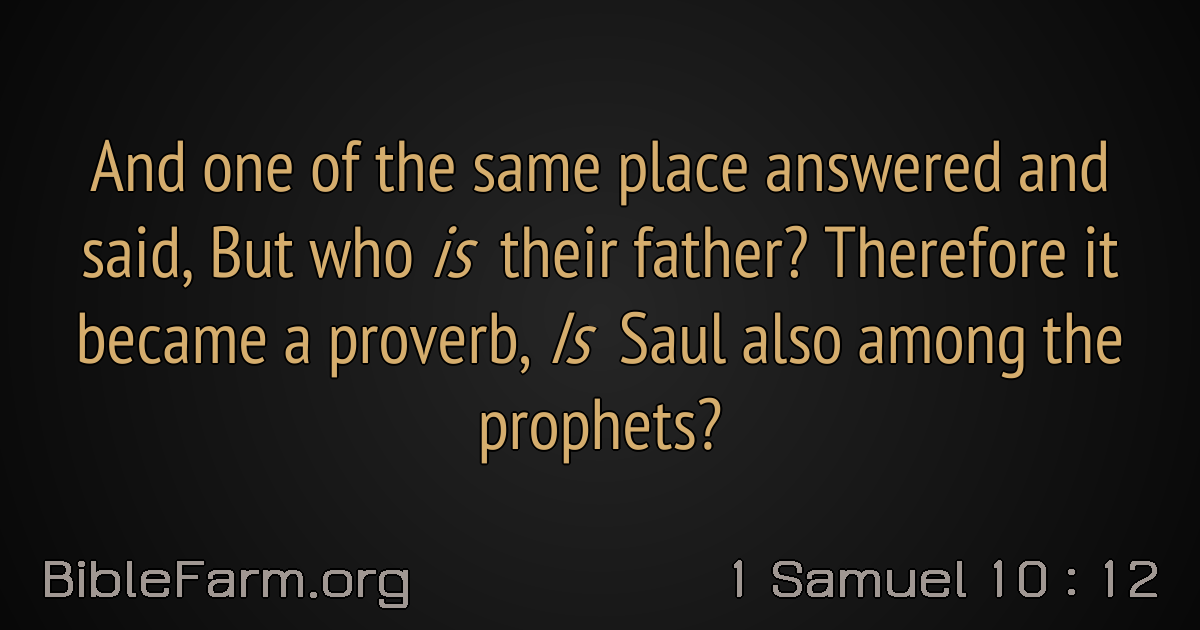 And one of the same place answered and
said, But who is their father? Therefore it
became a proverb, Is Saul also among the
prophets?
BibleFarm.org
1 Samuel 10 : 12